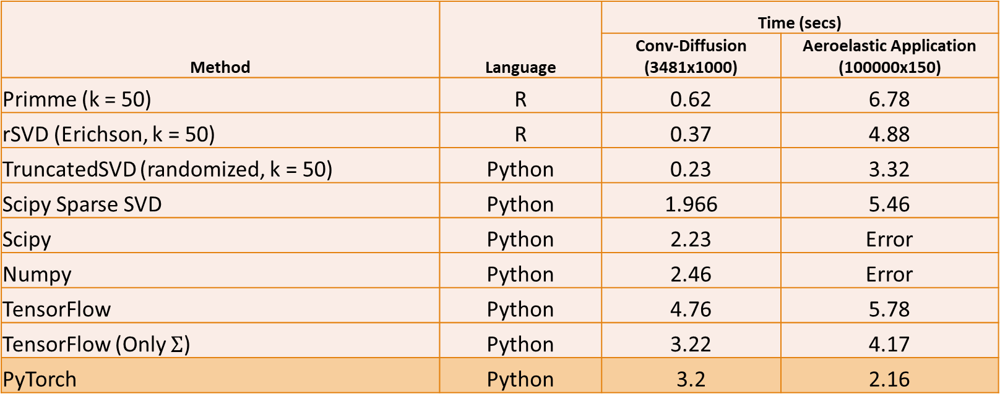 Time (secs)
Method Language Conv-Diffusion (3481x1000) Aeroelastic Application (100000x150)
Primme (k = 50) R 0.62 6.78
rSVD (Erichson, k = 50) R 0.37 4.88
TruncatedSVD (randomized, k = 50) Python 0.23 3.32
Scipy Sparse SVD Python 1.966 5.46
Scipy Python 2.23 Error
Numpy Python 2.46 Error
TensorFlow Python 4.76 5.78
TensorFlow (Only Σ) Python 3.22 4.17
PyTorch Python 3.2 2.16